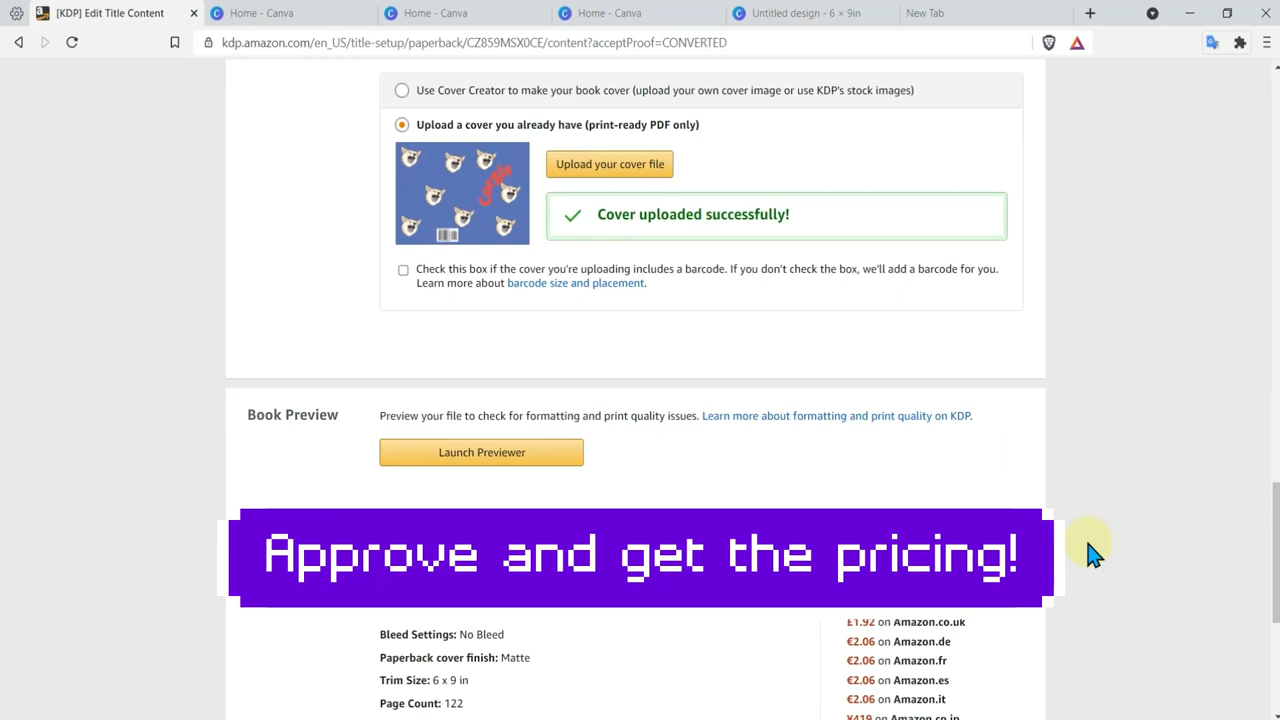 [KDP] Edit Title Content
Home - Canva
Home - Canva
Home - Canva
Untitled design - 6 × 9in
New Tab
kdp.amazon.com/en_US/title-setup/paperback/CZ859MSX0CE/content?acceptProof=CONVERTED
Use Cover Creator to make your book cover (upload your own cover image or use KDP's stock images)
Upload a cover you already have (print-ready PDF only)
Corgis
Upload your cover file
Cover uploaded successfully!
Check this box if the cover you're uploading includes a barcode. If you don't check the box, we'll add a barcode for you.
Learn more about barcode size and placement.
Book Preview
Preview your file to check for formatting and print quality issues. Learn more about formatting and print quality on KDP.
Launch Previewer
Approve and get the pricing!
Bleed Settings: No Bleed
Paperback cover finish: Matte
Trim Size: 6 x 9 in
Page Count: 122
£1.92 on Amazon.co.uk
€2.06 on Amazon.de
€2.06 on Amazon.fr
€2.06 on Amazon.es
€2.06 on Amazon.it
¥419 on Amazon.co.jp